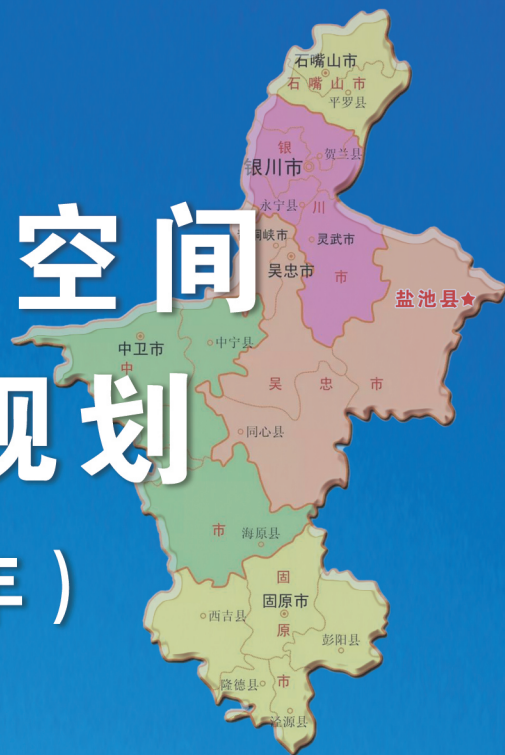 石嘴山市
石嘴山市
平罗县
银
贺兰县
银川市
永宁县
川
空间
铜峡市
灵武市
吴忠市
市
盐池县
中卫市
中宁县
中
吴忠市
规划
同心县
市
海原县
年）
固
固原市
西吉县
原
彭阳县
隆德县
市
泾源县